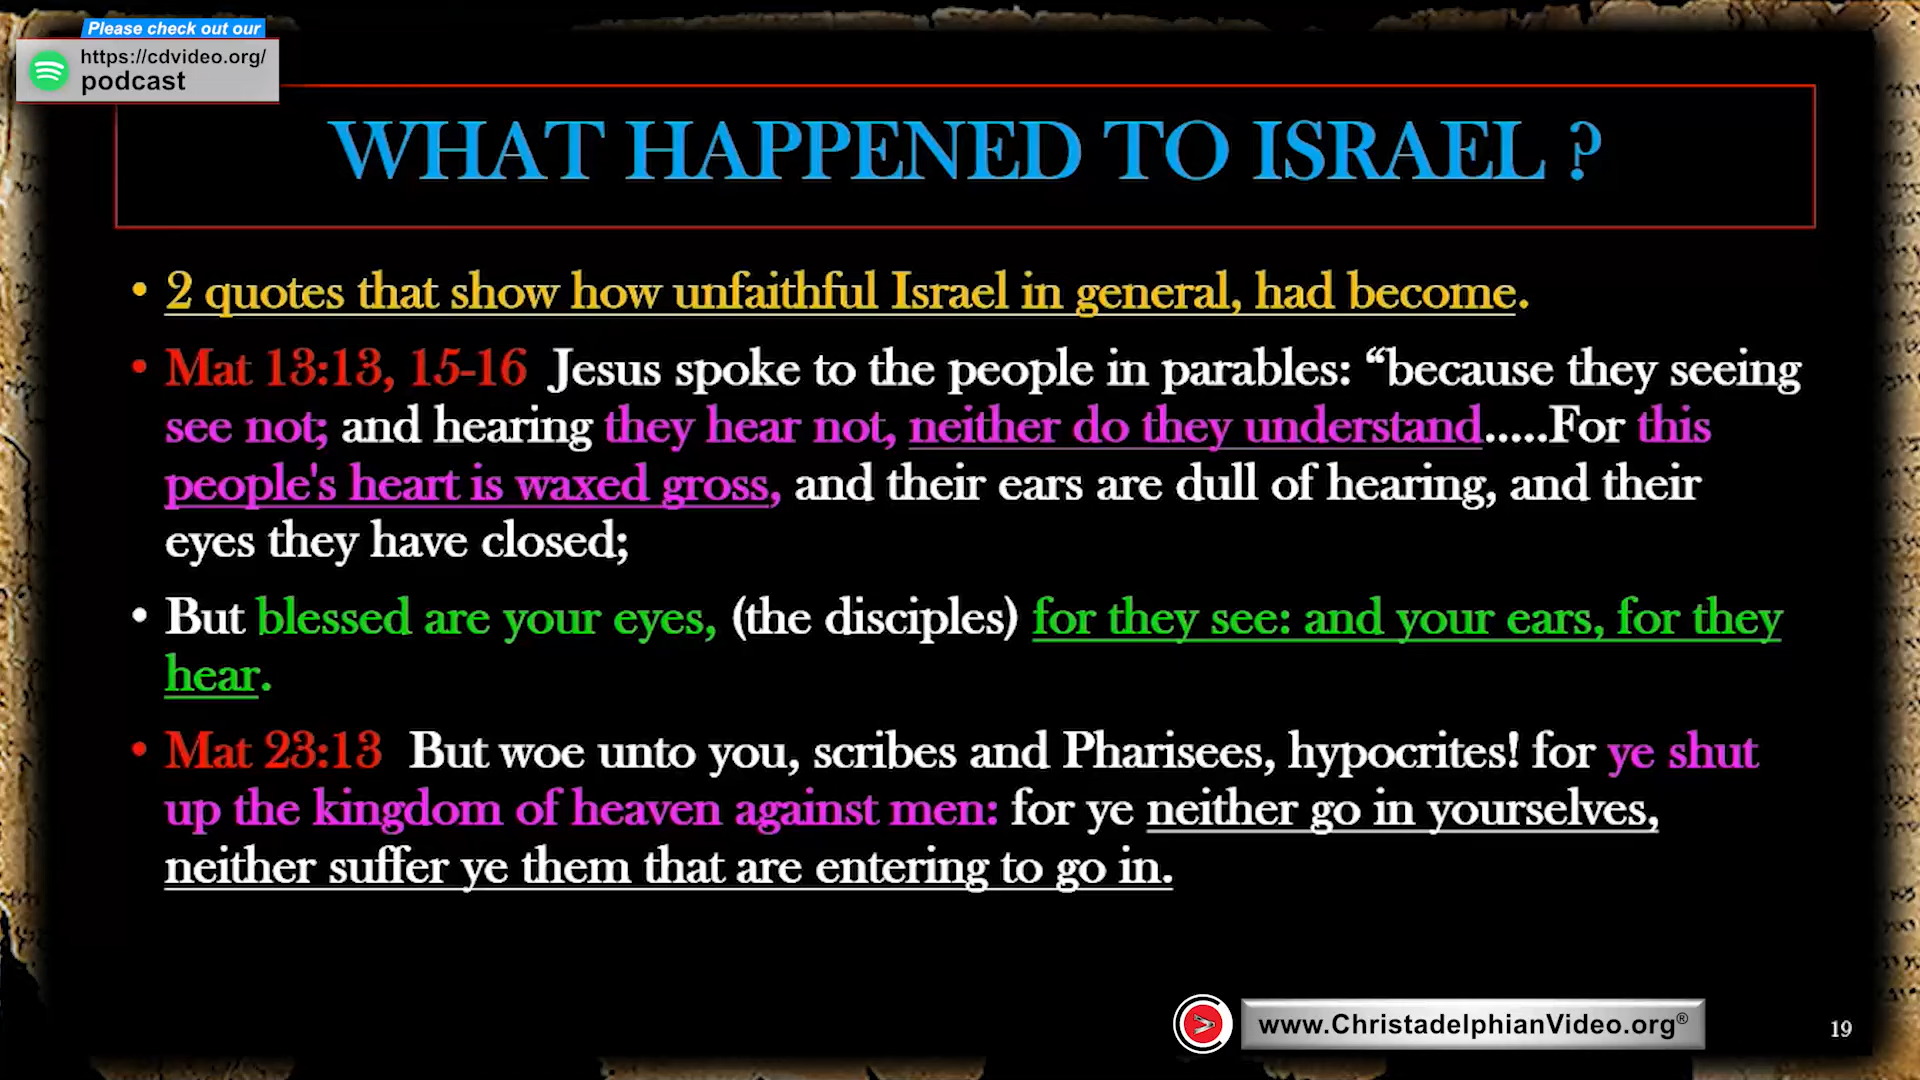 Please check out our
https://cdvideo.org/
podcast
WHAT HAPPENED TO ISRAEL ?
• 2 quotes that show how unfaithful Israel in general, had become.
• Mat 13:13, 15-16 Jesus spoke to the people in parables: “because they seeing
see not; and hearing they hear not, neither do they understand.....For this
people's heart is waxed gross, and their ears are dull of hearing, and their
eyes they have closed;
• But blessed are your eyes, (the disciples) for they see: and your ears, for they
hear.
• Mat 23:13 But woe unto you, scribes and Pharisees, hypocrites! for ye shut
up the kingdom of heaven against men: for ye neither go in yourselves,
neither suffer ye them that are entering to go in.
www.ChristadelphianVideo.org®
19